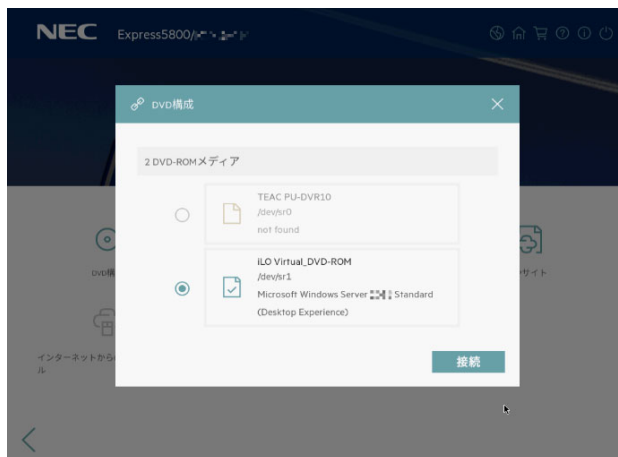 NEC Express5800/
DVD構成
2 DVD-ROMメディア
TEAC PU-DVR10
/dev/sr0
not found
iLO Virtual_DVD-ROM
/dev/sr1
Microsoft Windows Server Standard
(Desktop Experience)
接続
DVD構
サイト
インターネットから
ル